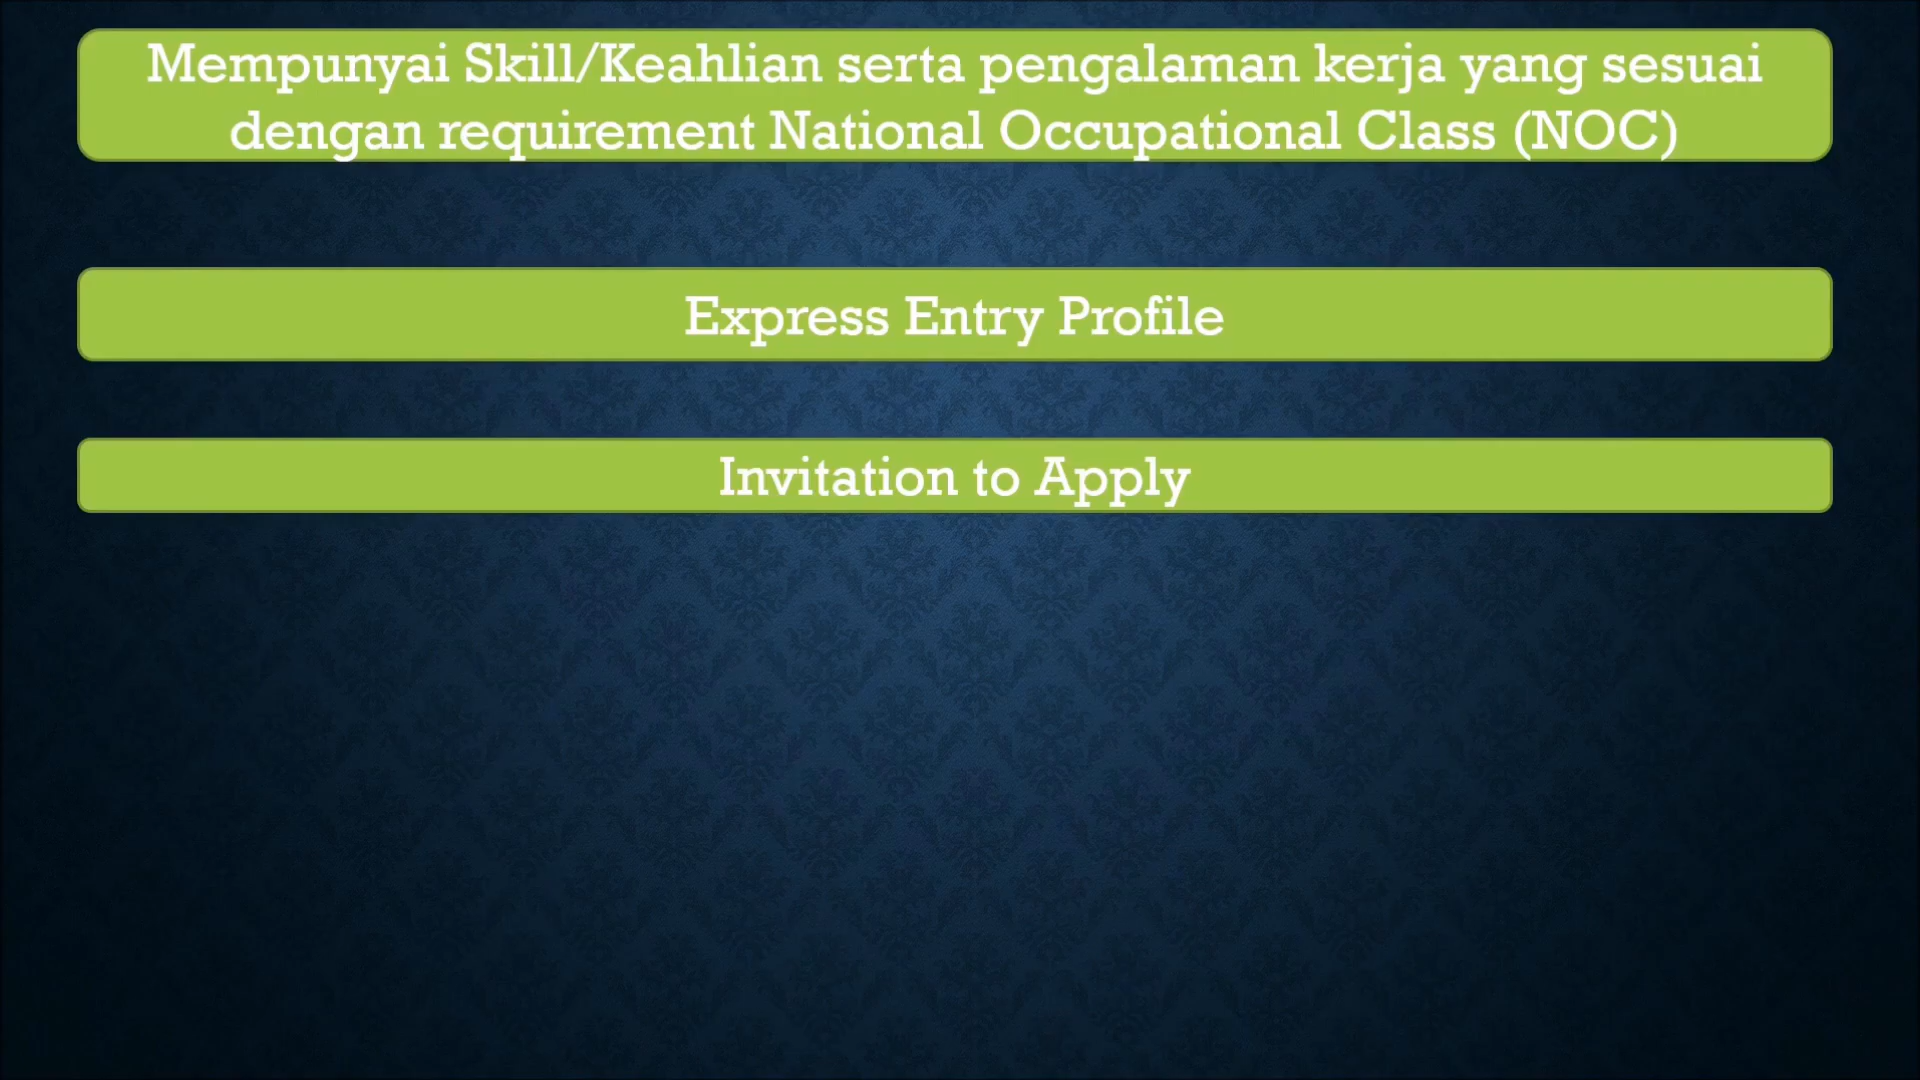 Mempunyai Skill/Keahlian serta pengalaman kerja yang sesuai
dengan requirement National Occupational Class (NOC)
Express Entry Profile
Invitation to Apply